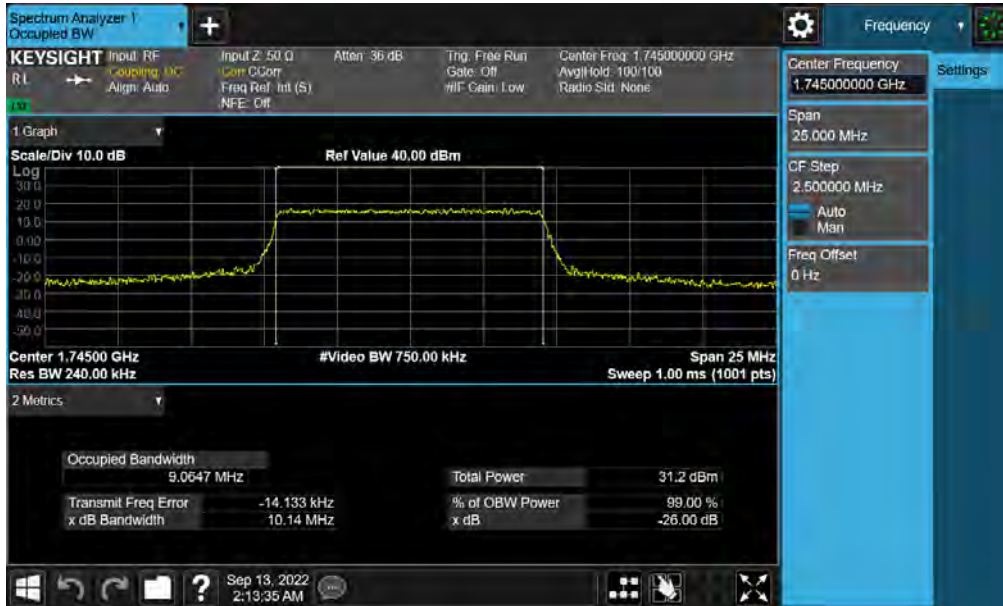 Spectrum Analyzer 1
Occupied BW
+
Frequency
KEYSIGHT
Input: RF
Coupling: DC
Align: Auto
Input Z: 50 Ω
Corr CCorr
Freq Ref: Int (S)
NFE: Off
Atten: 36 dB
Trig: Free Run
Gate: Off
#IF Gain: Low
Center Freq: 1.745000000 GHz
Avg|Hold: 100/100
Radio Std: None
Center Frequency
1.745000000 GHz
Settings
Span
25.000 MHz
CF Step
2.500000 MHz
Auto
Man
Freq Offset
0 Hz
1 Graph
Scale/Div 10.0 dB
Ref Value 40.00 dBm
Log
30.0
20.0
10.0
0.00
-10.0
-20.0
-30.0
-40.0
-50.0
Center 1.74500 GHz
#Video BW 750.00 kHz
Span 25 MHz
Res BW 240.00 kHz
Sweep 1.00 ms (1001 pts)
2 Metrics
Occupied Bandwidth
9.0647 MHz
Total Power
31.2 dBm
Transmit Freq Error
-14.133 kHz
% of OBW Power
99.00 %
x dB Bandwidth
10.14 MHz
x dB
-26.00 dB
?
Sep 13, 2022
2:13:35 AM